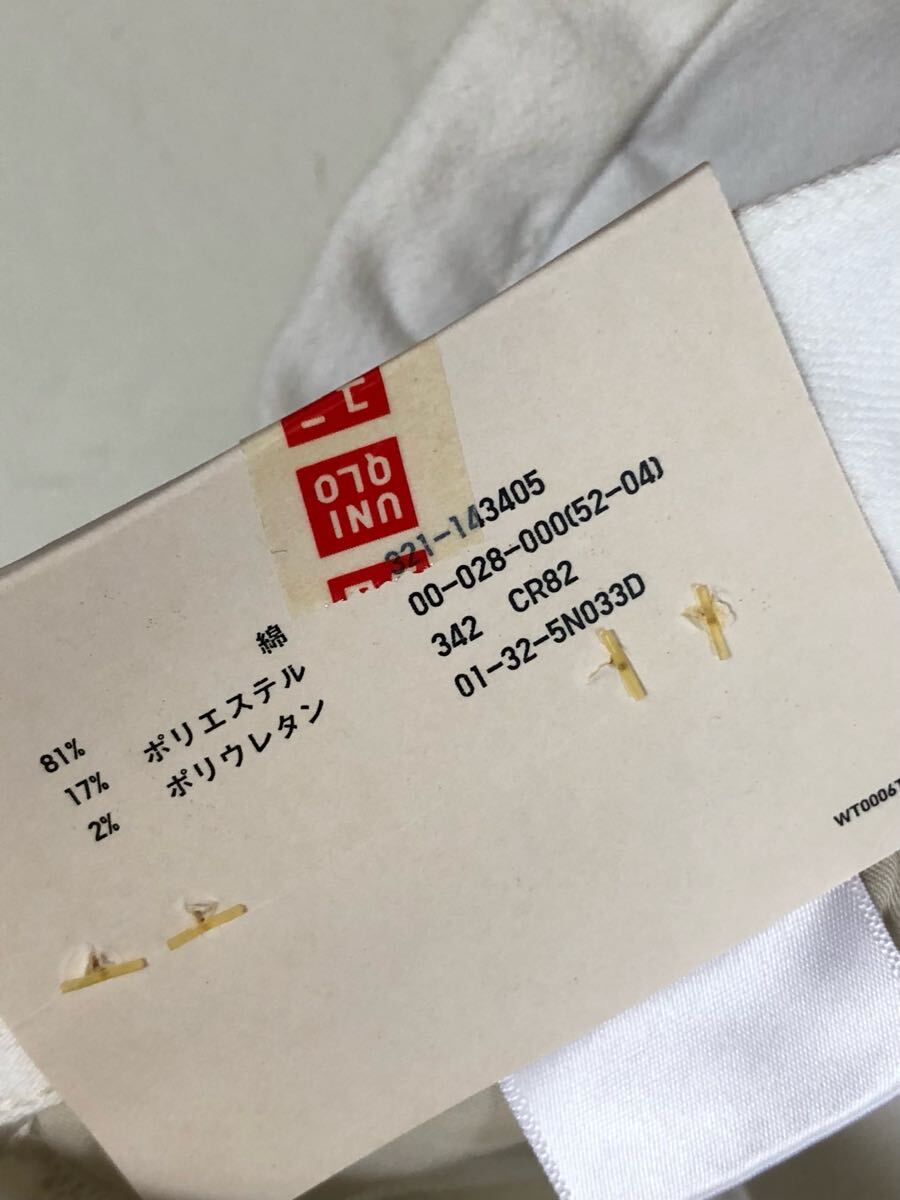 UNI
QLO
321-143405
00-028-000(52-04)
342 CR82
01-32-5N033D
綿 81%
ポリエステル 17%
ポリウレタン 2%
WT0006